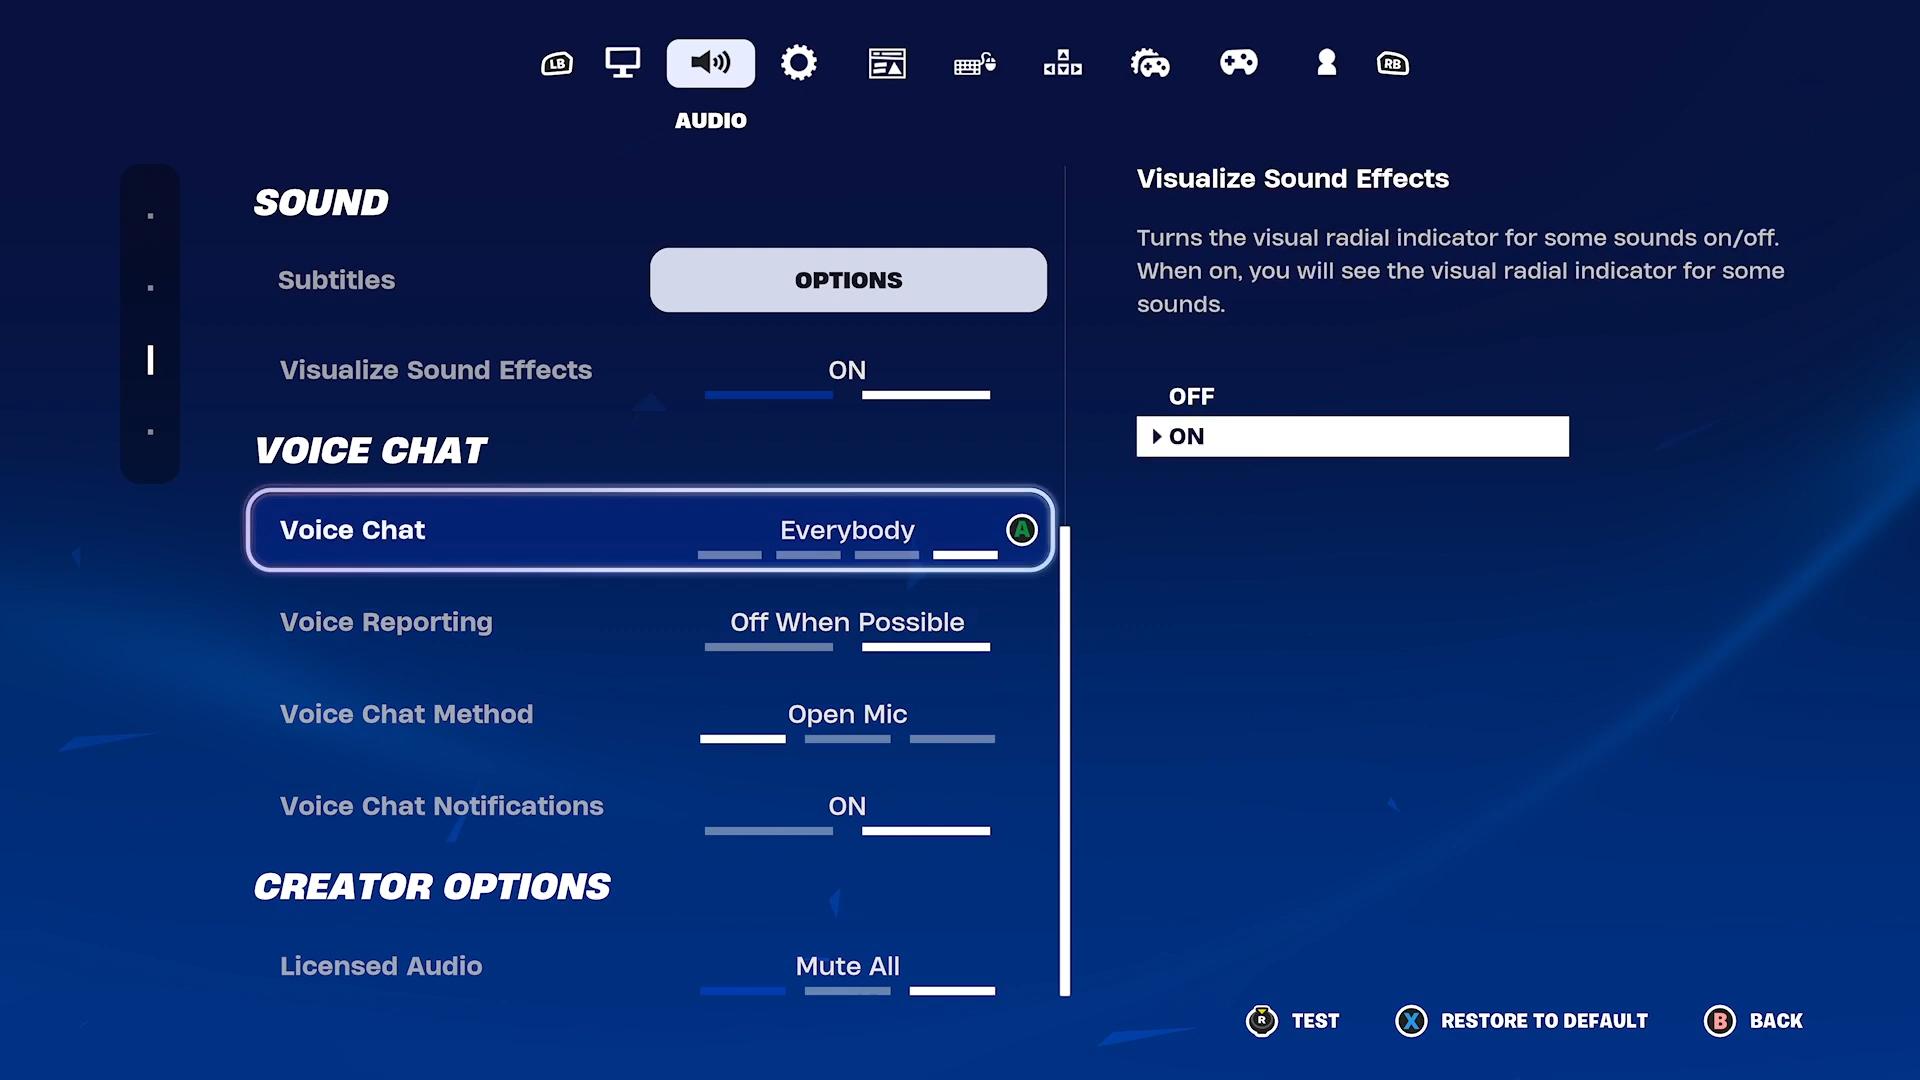 LB
RB
AUDIO
SOUND
Subtitles
OPTIONS
Visualize Sound Effects
ON
VOICE CHAT
Voice Chat
Everybody
A
Voice Reporting
Off When Possible
Voice Chat Method
Open Mic
Voice Chat Notifications
ON
CREATOR OPTIONS
Licensed Audio
Mute All
Visualize Sound Effects
Turns the visual radial indicator for some sounds on/off.
When on, you will see the visual radial indicator for some
sounds.
OFF
ON
R TEST
X RESTORE TO DEFAULT
B BACK